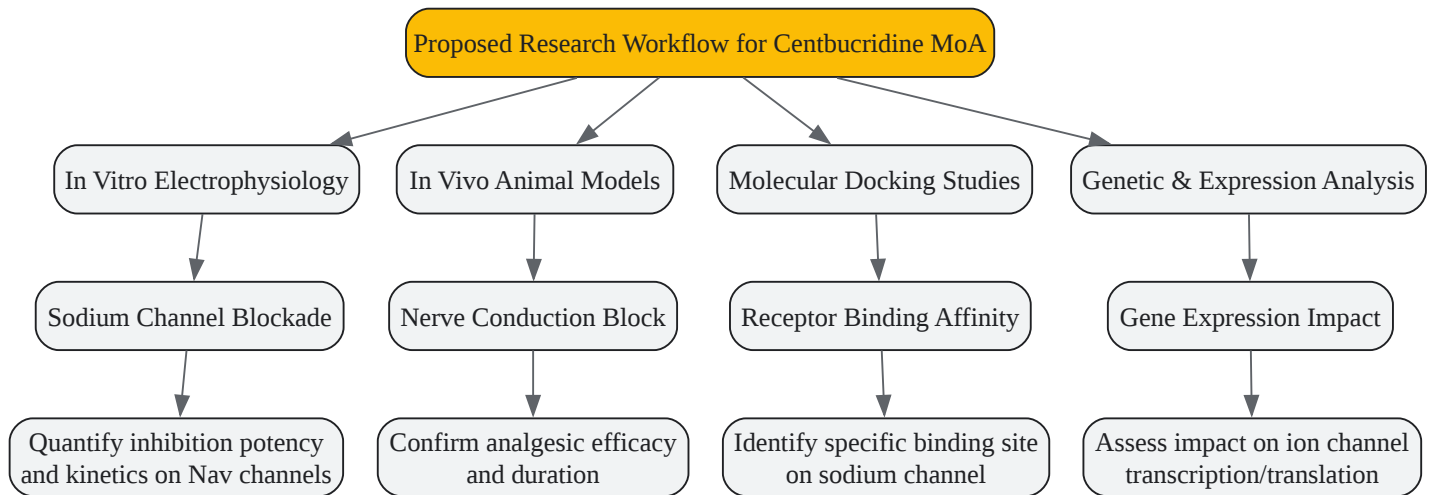 Proposed Research Workflow for Centbucridine MoA
In Vitro Electrophysiology
In Vivo Animal Models
Molecular Docking Studies
Genetic & Expression Analysis
Sodium Channel Blockade
Nerve Conduction Block
Receptor Binding Affinity
Gene Expression Impact
Quantify inhibition potency
and kinetics on Nav channels
Confirm analgesic efficacy
and duration
Identify specific binding site
on sodium channel
Assess impact on ion channel
transcription/translation